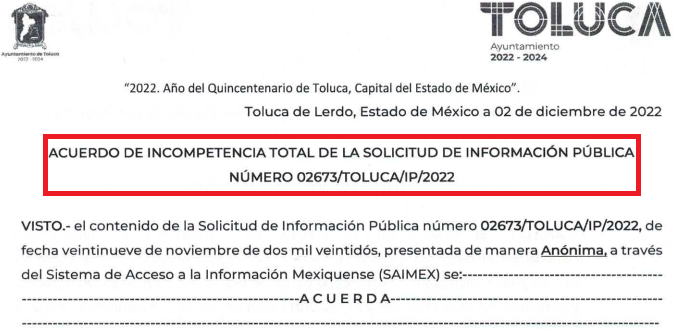 TOLUCA
Ayuntamiento de Toluca
2022 - 2024
Ayuntamiento
2022 - 2024
“2022. Año del Quincentenario de Toluca, Capital del Estado de México”.
Toluca de Lerdo, Estado de México a 02 de diciembre de 2022
ACUERDO DE INCOMPETENCIA TOTAL DE LA SOLICITUD DE INFORMACIÓN PÚBLICA
NÚMERO 02673/TOLUCA/IP/2022
VISTO.- el contenido de la Solicitud de Información Pública número 02673/TOLUCA/IP/2022, de
fecha veintinueve de noviembre de dos mil veintidós, presentada de manera Anónima, a través
del Sistema de Acceso a la Información Mexiquense (SAIMEX) se:----------------------------------------
-------------------------------------------------------A C U E R D A-----------------------------------------------------
--------------------------------------------------------------------------------------------------------------------------------